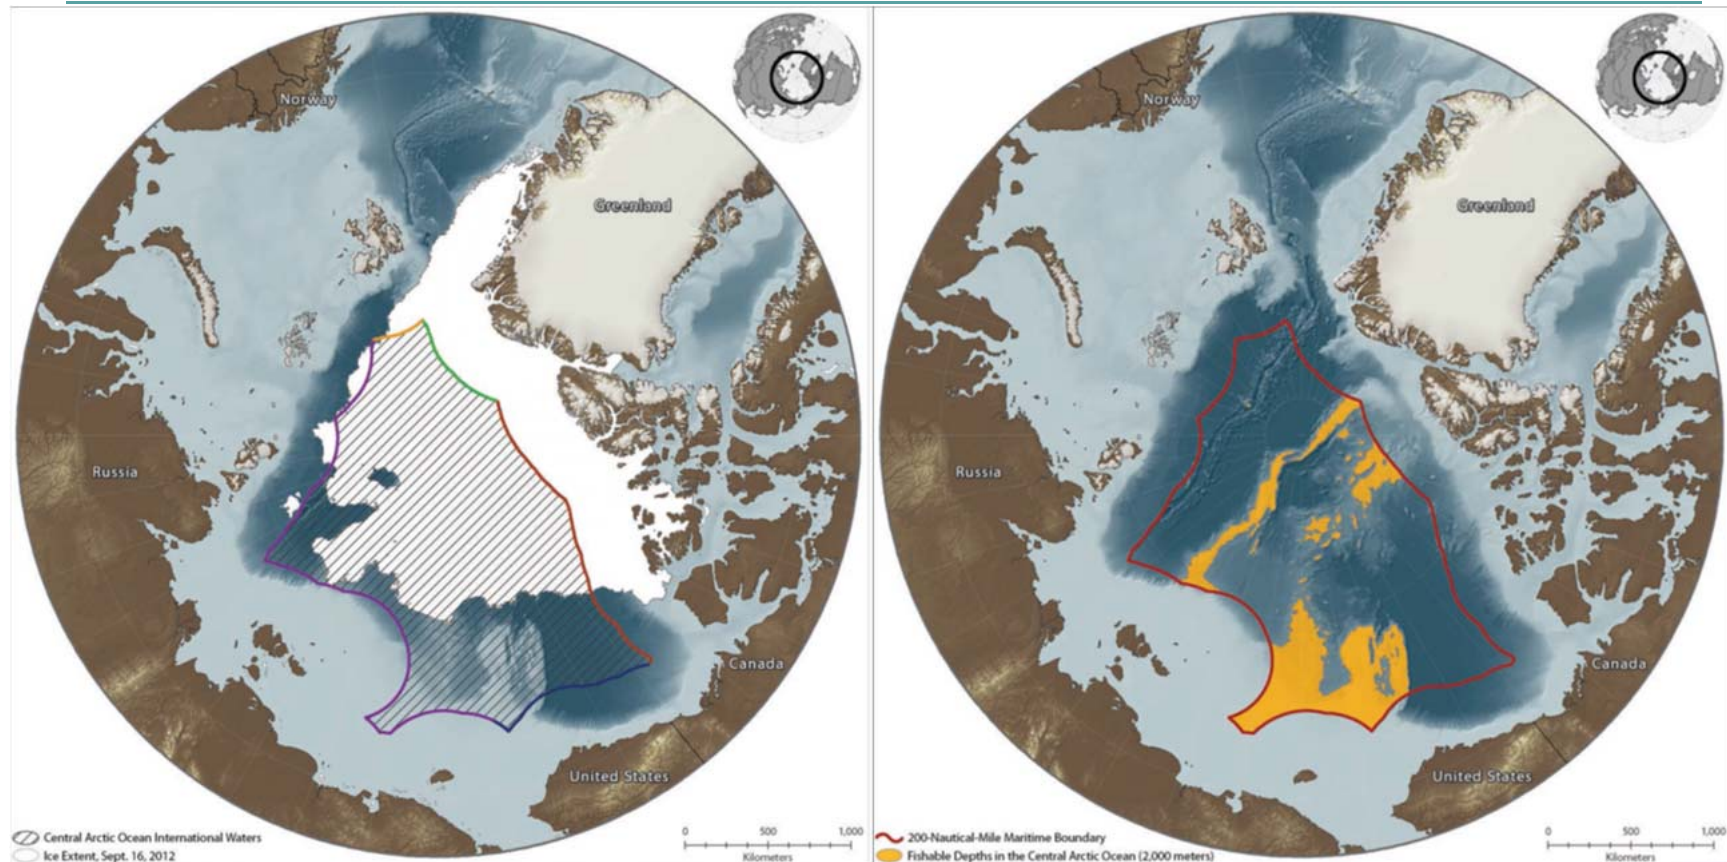 Norway
Greenland
Russia
Canada
United States
Central Arctic Ocean International Waters
Ice Extent, Sept. 16, 2012
0 500 1,000
Kilometers
Norway
Greenland
Russia
Canada
United States
200-Nautical-Mile Maritime Boundary
Fishable Depths in the Central Arctic Ocean (2,000 meters)
0 500 1,000
Kilometers